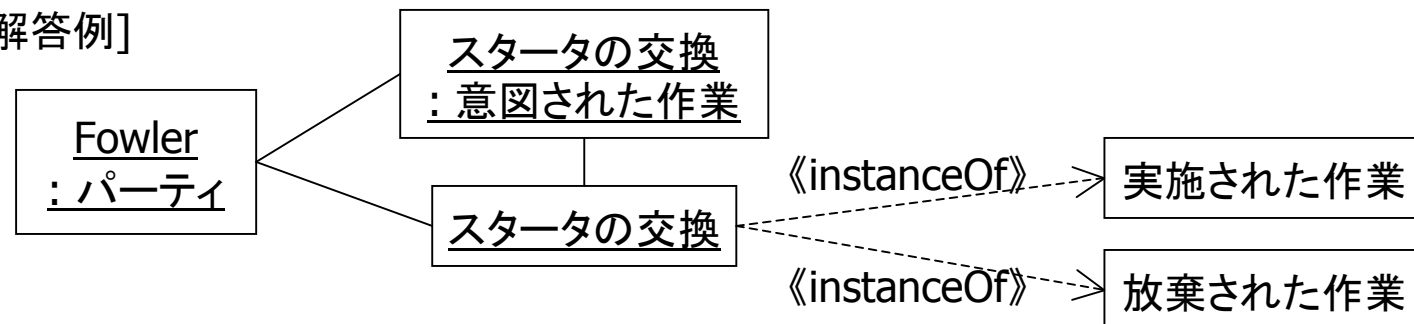 解答例]
スタータの交換
: 意図された作業
Fowler
: パーティ
《instanceOf》
実施された作業
スタータの交換
《instanceOf》
放棄された作業